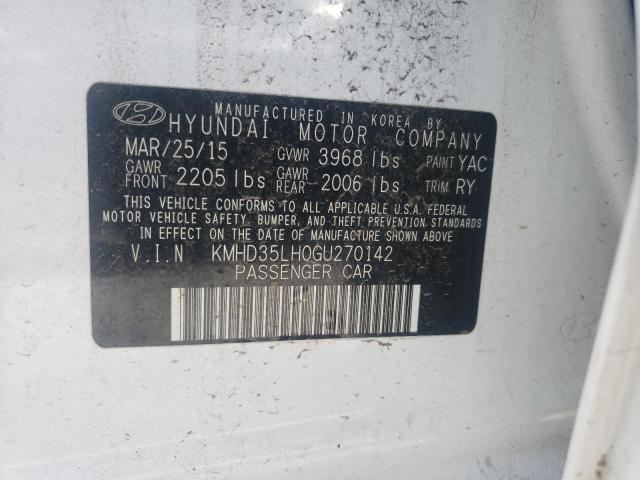 MANUFACTURED IN KOREA BY
HYUNDAI MOTOR COMPANY
MAR/25/15 GVWR 3968 lbs PAINT YAC
GAWR FRONT 2205 lbs GAWR REAR 2006 lbs TRIM RY
THIS VEHICLE CONFORMS TO ALL APPLICABLE U.S.A. FEDERAL
MOTOR VEHICLE SAFETY, BUMPER, AND THEFT PREVENTION STANDARDS
IN EFFECT ON THE DATE OF MANUFACTURE SHOWN ABOVE.
V.I.N KMHD35LH0GU270142
PASSENGER CAR